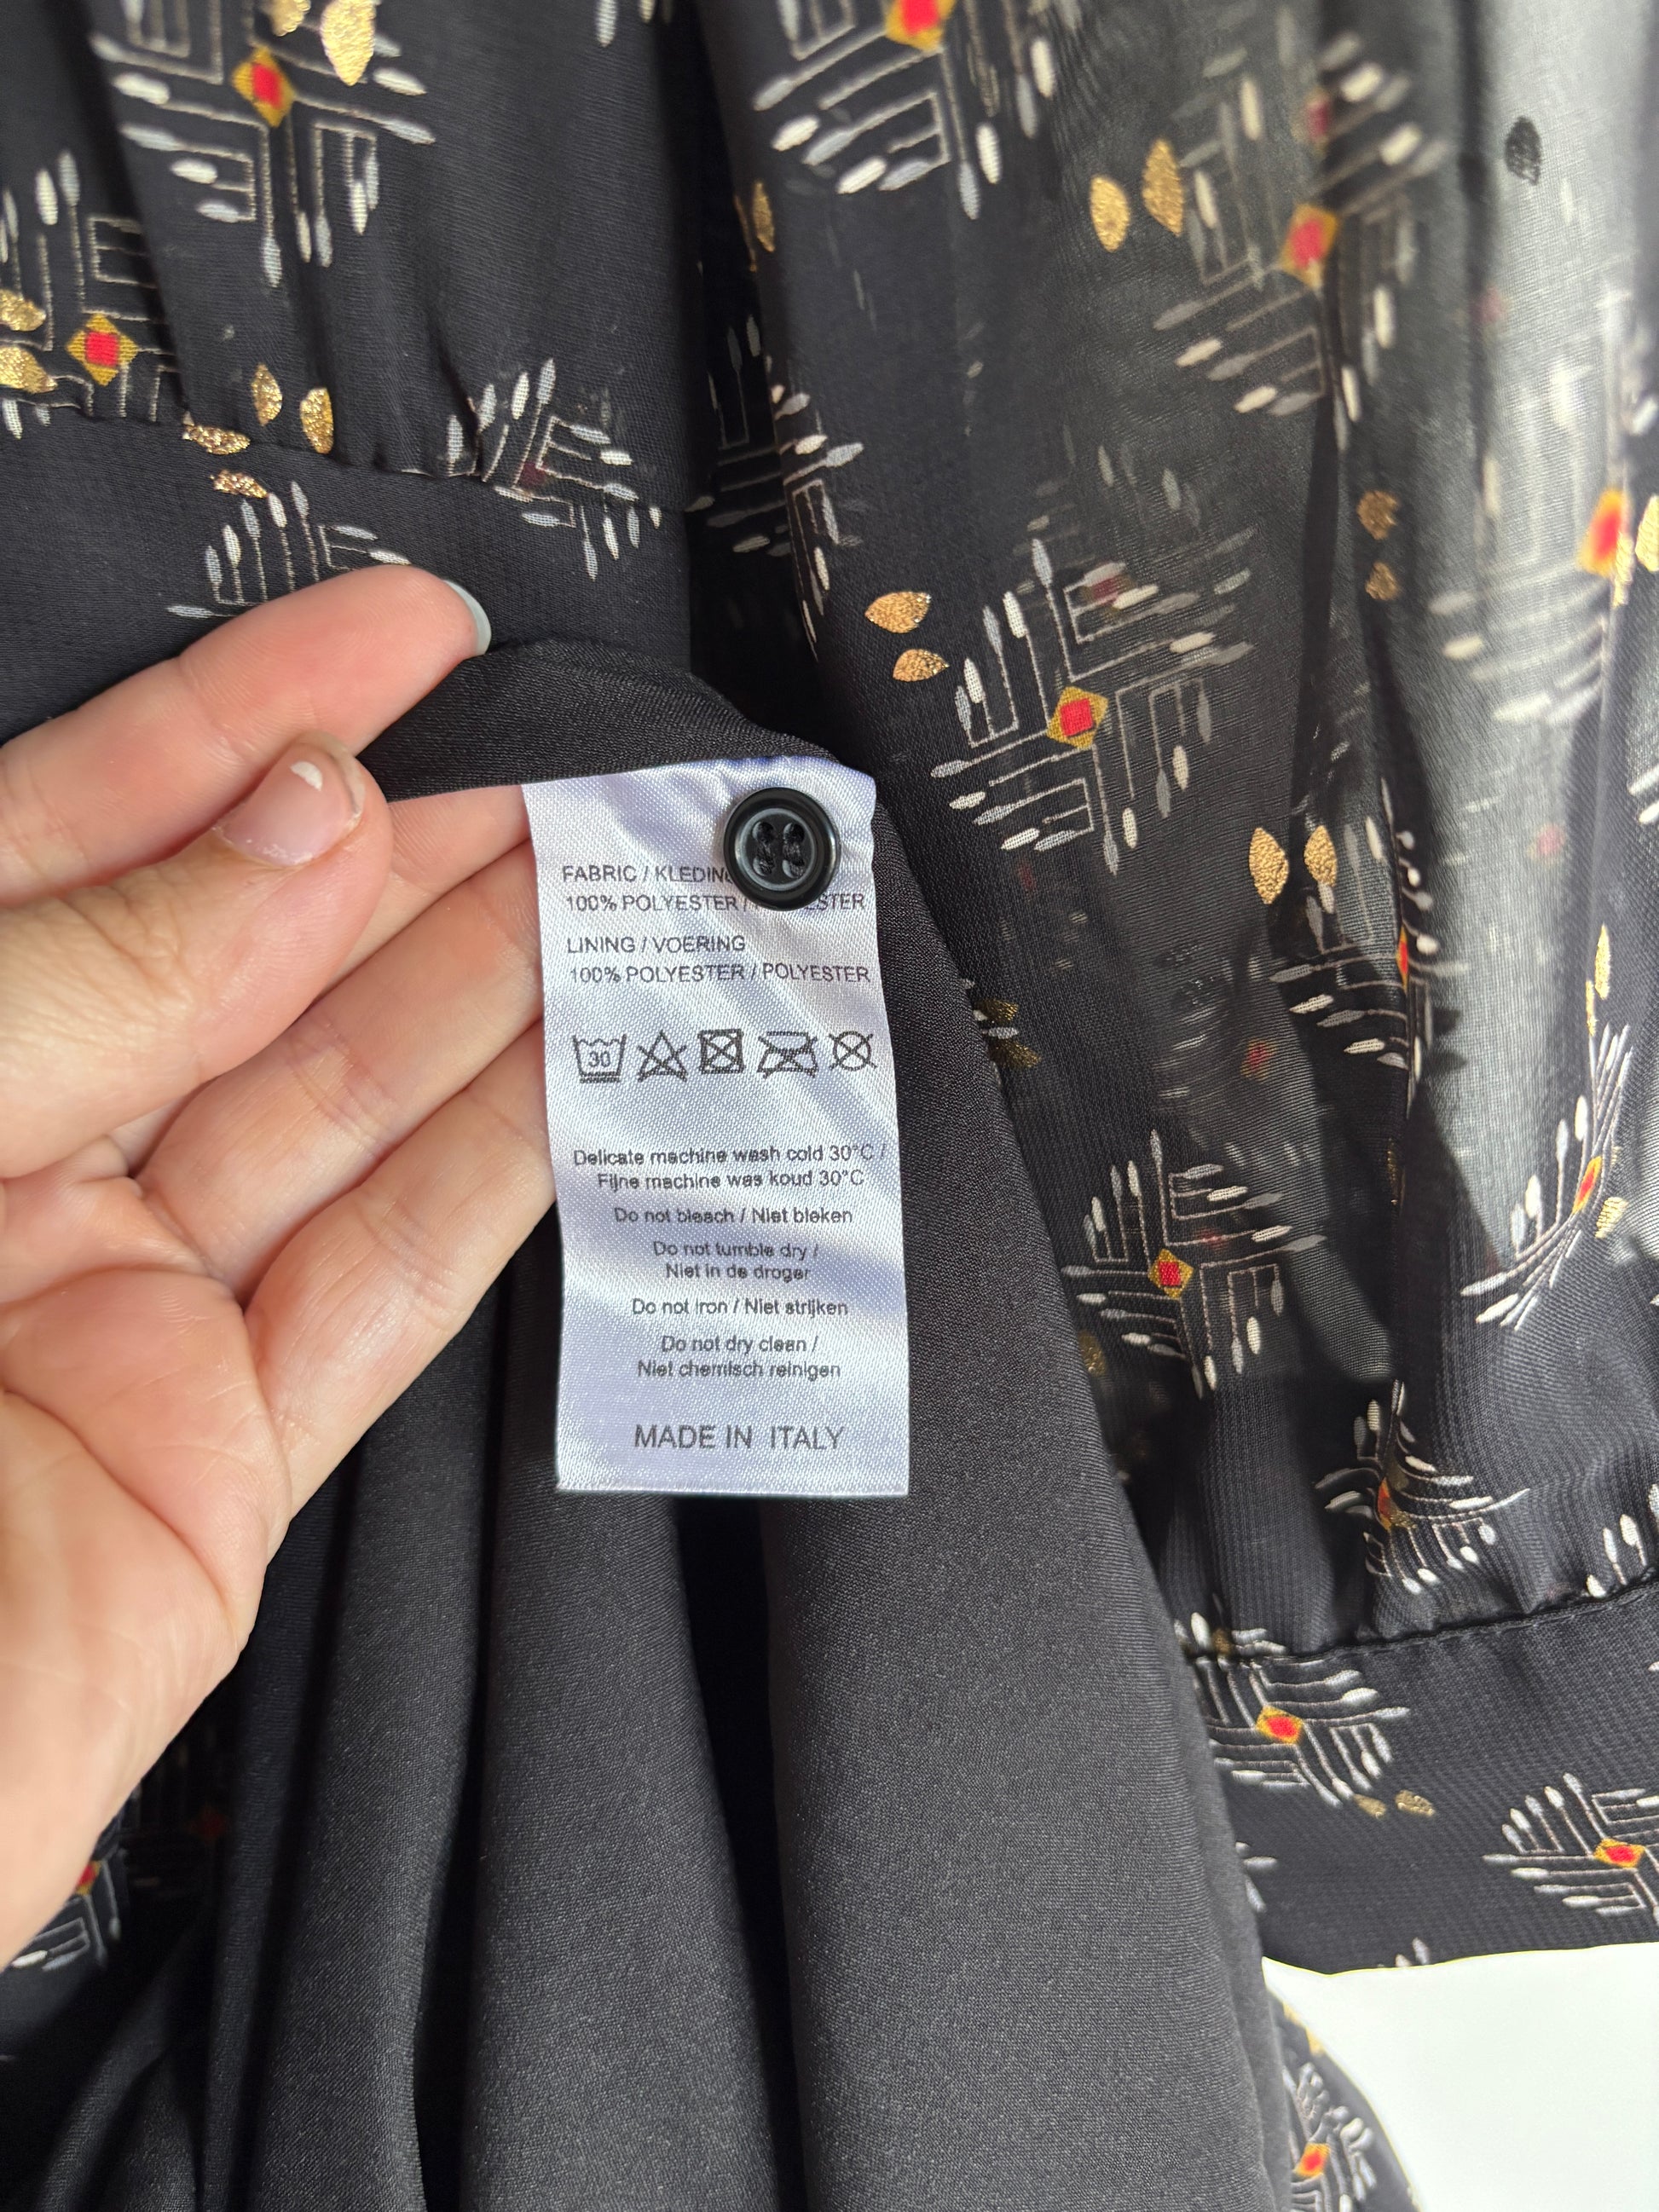 FABRIC / KLEDING
100% POLYESTER / POLYESTER
LINING / VOERING
100% POLYESTER / POLYESTER
30
Delicate machine wash cold 30°C /
Fijne machine was koud 30°C
Do not bleach / Niet bleken
Do not tumble dry /
Niet in de droger
Do not iron / Niet strijken
Do not dry clean /
Niet chemisch reinigen
MADE IN ITALY